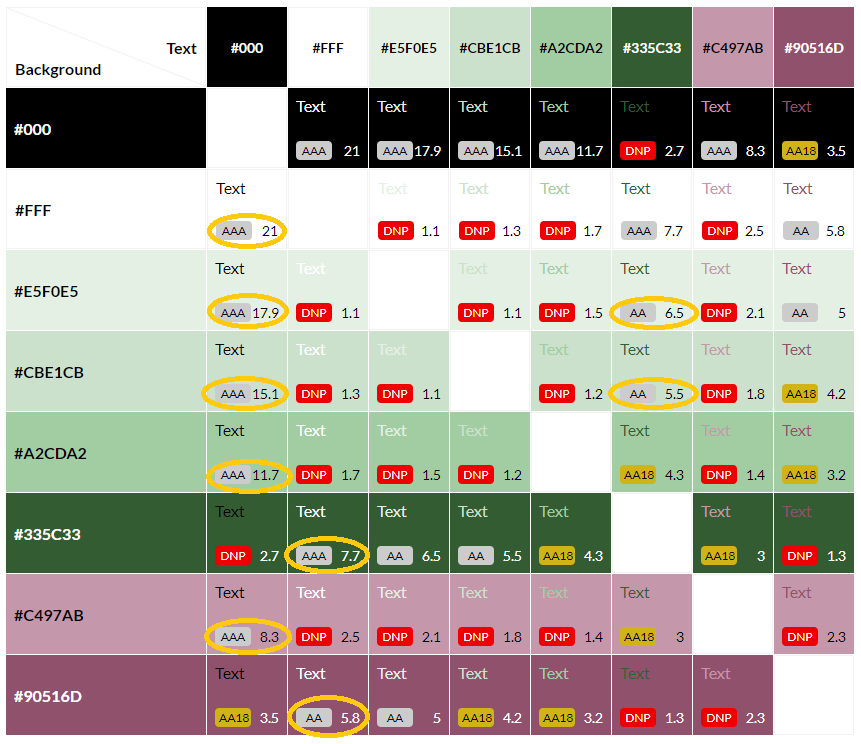 Text #000 #FFF #E5F0E5 #CBE1CB #A2CDA2 #335C33 #C497AB #90516D
Background
Text Text Text Text Text Text Text
#000
AAA 21 AAA 17.9 AAA 15.1 AAA 11.7 DNP 2.7 AAA 8.3 AA18 3.5
Text Text Text Text Text Text Text
#FFF
AAA 21 DNP 1.1 DNP 1.3 DNP 1.7 AAA 7.7 DNP 2.5 AA 5.8
Text Text Text Text Text Text Text
#E5F0E5
AAA 17.9 DNP 1.1 DNP 1.1 DNP 1.5 AA 6.5 DNP 2.1 AA 5
Text Text Text Text Text Text Text
#CBE1CB
AAA 15.1 DNP 1.3 DNP 1.1 DNP 1.2 AA 5.5 DNP 1.8 AA18 4.2
Text Text Text Text Text Text Text
#A2CDA2
AAA 11.7 DNP 1.7 DNP 1.5 DNP 1.2 AA18 4.3 DNP 1.4 AA18 3.2
Text Text Text Text Text Text Text
#335C33
DNP 2.7 AAA 7.7 AA 6.5 AA 5.5 AA18 4.3 AA18 3 DNP 1.3
Text Text Text Text Text Text Text
#C497AB
AAA 8.3 DNP 2.5 DNP 2.1 DNP 1.8 DNP 1.4 AA18 3 DNP 2.3
Text Text Text Text Text Text Text
#90516D
AA18 3.5 AA 5.8 AA 5 AA18 4.2 AA18 3.2 DNP 1.3 DNP 2.3